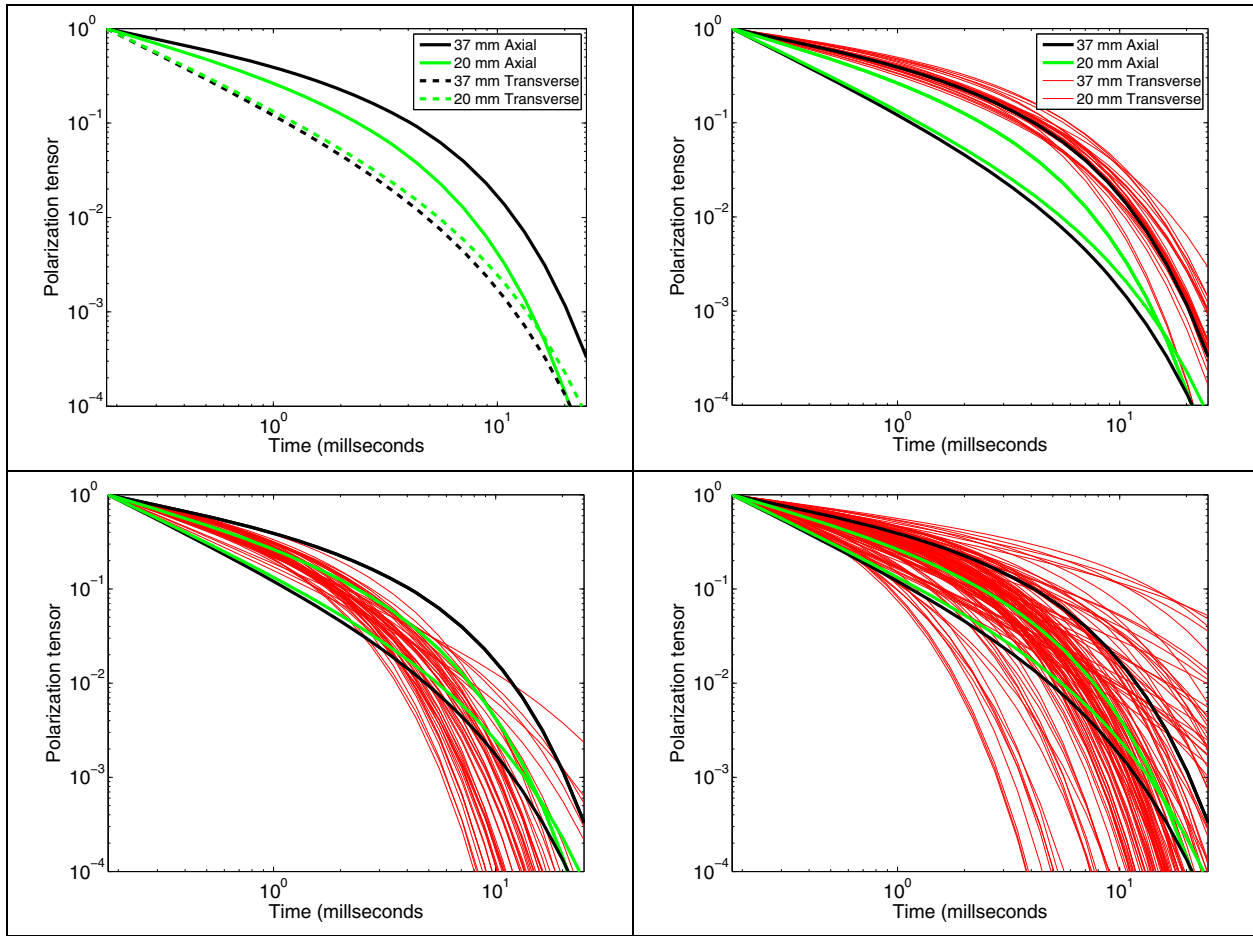 10^0
10^-1
10^-2
10^-3
10^-4
Polarization tensor
10^0
10^1
Time (millseconds
37 mm Axial
20 mm Axial
37 mm Transverse
20 mm Transverse
10^0
10^-1
10^-2
10^-3
10^-4
Polarization tensor
10^0
10^1
Time (millseconds
37 mm Axial
20 mm Axial
37 mm Transverse
20 mm Transverse
10^0
10^-1
10^-2
10^-3
10^-4
Polarization tensor
10^0
10^1
Time (millseconds
10^0
10^-1
10^-2
10^-3
10^-4
Polarization tensor
10^0
10^1
Time (millseconds